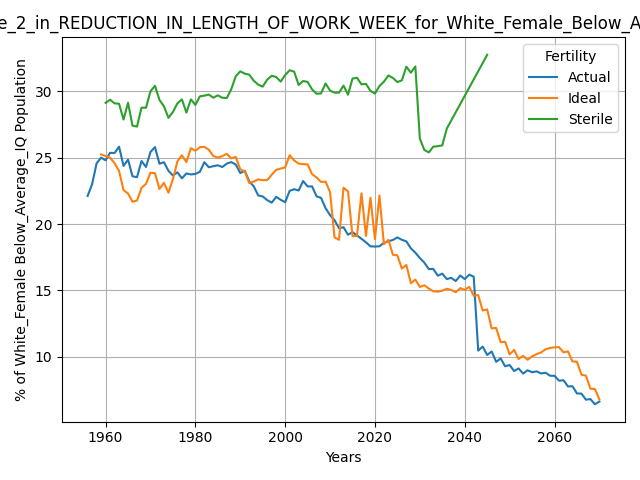 e_2_in_REDUCTION_IN_LENGTH_OF_WORK_WEEK_for_White_Female_Below_A
% of White_Female Below_Average_IQ Population
Fertility
Actual
Ideal
Sterile
30
25
20
15
10
1960 1980 2000 2020 2040 2060
Years